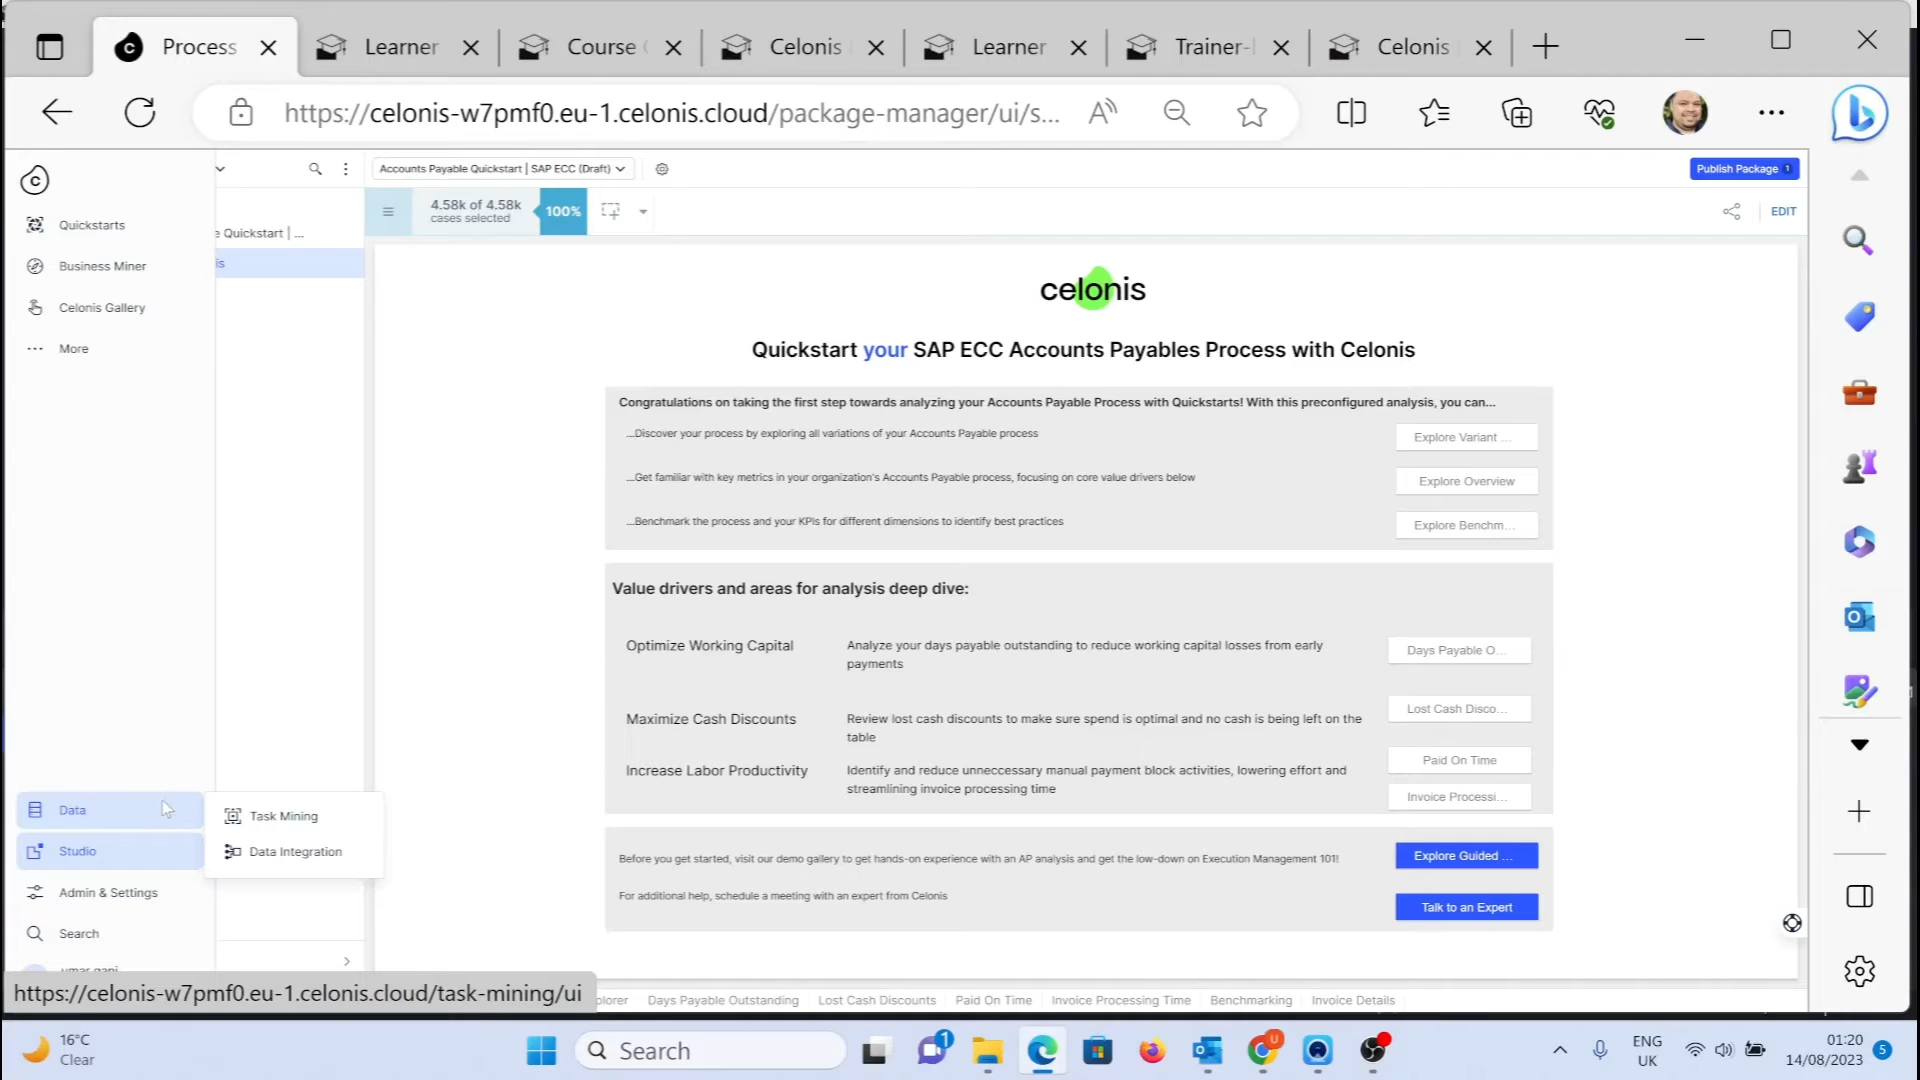 Process
Learner
Course
Celonis
Learner
Trainer-
Celonis
https://celonis-w7pmf0.eu-1.celonis.cloud/package-manager/ui/s...
Accounts Payable Quickstart | SAP ECC (Draft)
Publish Package 1
Quickstarts
Business Miner
Celonis Gallery
More
e Quickstart | ...
is
4.58k of 4.58k
cases selected
100%
EDIT
celonis
Quickstart your SAP ECC Accounts Payables Process with Celonis
Congratulations on taking the first step towards analyzing your Accounts Payable Process with Quickstarts! With this preconfigured analysis, you can...
...Discover your process by exploring all variations of your Accounts Payable process
Explore Variant ...
...Get familiar with key metrics in your organization's Accounts Payable process, focusing on core value drivers below
Explore Overview
...Benchmark the process and your KPIs for different dimensions to identify best practices
Explore Benchm...
Value drivers and areas for analysis deep dive:
Optimize Working Capital
Analyze your days payable outstanding to reduce working capital losses from early
payments
Days Payable O...
Maximize Cash Discounts
Review lost cash discounts to make sure spend is optimal and no cash is being left on the
table
Lost Cash Disco...
Increase Labor Productivity
Identify and reduce unneccessary manual payment block activities, lowering effort and
streamlining invoice processing time
Paid On Time
Invoice Processi...
Before you get started, visit our demo gallery to get hands-on experience with an AP analysis and get the low-down on Execution Management 101!
Explore Guided ...
For additional help, schedule a meeting with an expert from Celonis
Talk to an Expert
Data
Studio
Admin & Settings
Search
umar gani
Task Mining
Data Integration
https://celonis-w7pmf0.eu-1.celonis.cloud/task-mining/ui
plorer
Days Payable Outstanding
Lost Cash Discounts
Paid On Time
Invoice Processing Time
Benchmarking
Invoice Details
16°C
Clear
Search
1
U
ENG
UK
01:20
14/08/2023
5